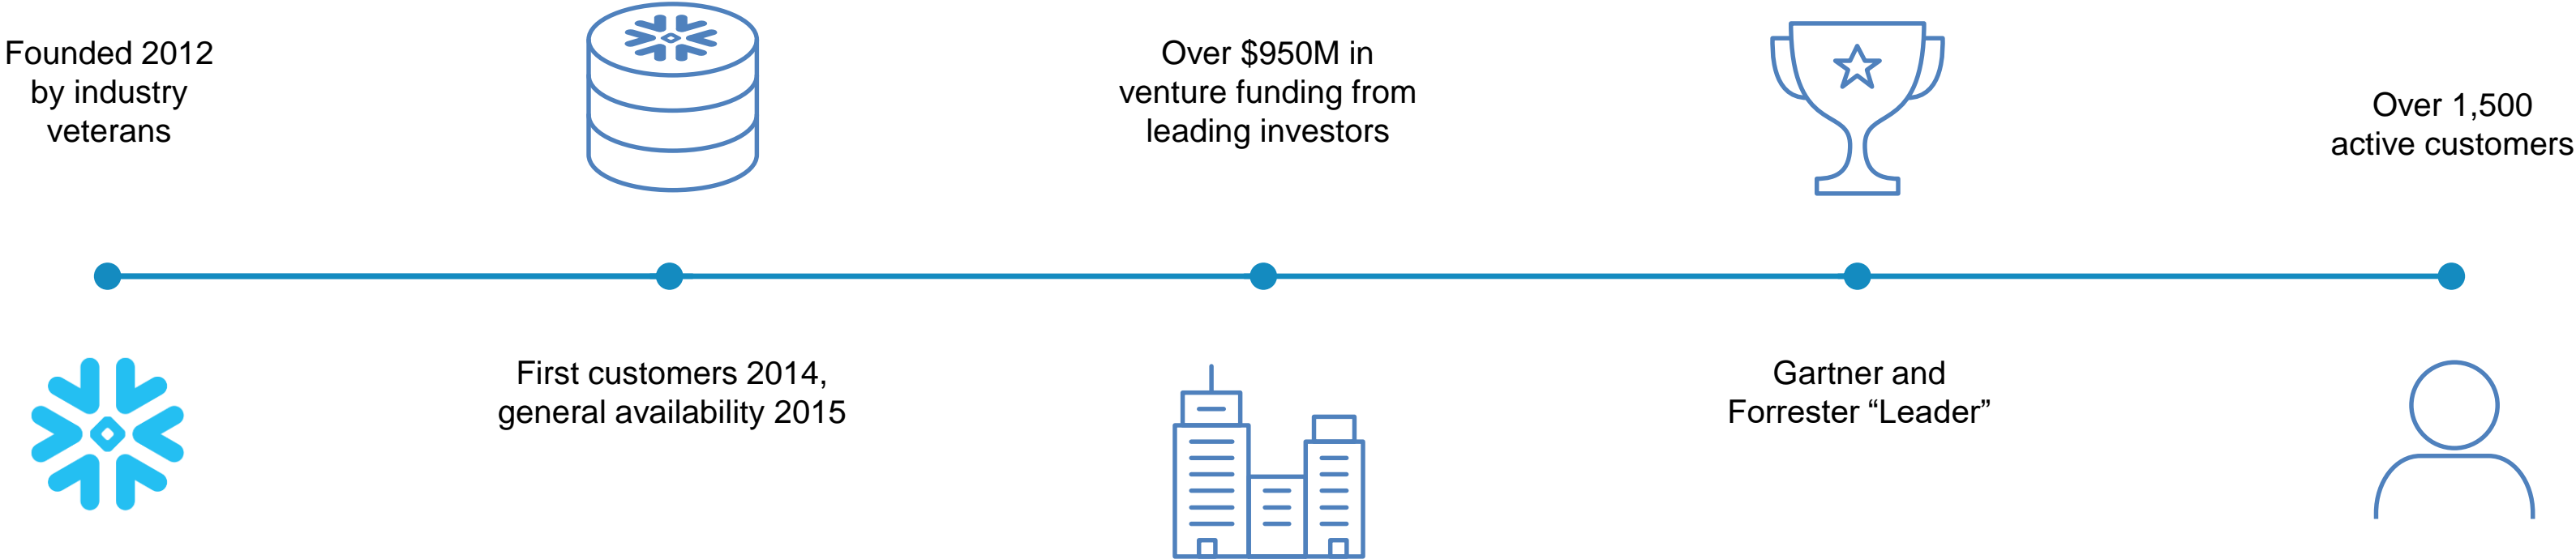 Founded 2012
by industry
veterans
First customers 2014,
general availability 2015
Over $950M in
venture funding from
leading investors
Gartner and
Forrester “Leader”
Over 1,500
active customers